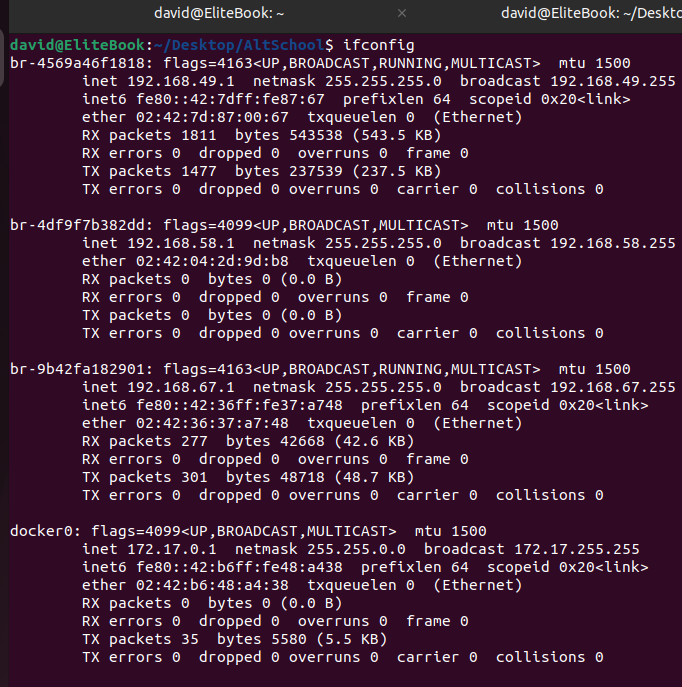 david@EliteBook: ~ × david@EliteBook: ~/Deskto
david@EliteBook:~/Desktop/AltSchool$ ifconfig
br-4569a46f1818: flags=4163<UP,BROADCAST,RUNNING,MULTICAST>  mtu 1500
        inet 192.168.49.1  netmask 255.255.255.0  broadcast 192.168.49.255
        inet6 fe80::42:7dff:fe87:67  prefixlen 64  scopeid 0x20<link>
        ether 02:42:7d:87:00:67  txqueuelen 0  (Ethernet)
        RX packets 1811  bytes 543538 (543.5 KB)
        RX errors 0  dropped 0  overruns 0  frame 0
        TX packets 1477  bytes 237539 (237.5 KB)
        TX errors 0  dropped 0 overruns 0  carrier 0  collisions 0

br-4df9f7b382dd: flags=4099<UP,BROADCAST,MULTICAST>  mtu 1500
        inet 192.168.58.1  netmask 255.255.255.0  broadcast 192.168.58.255
        ether 02:42:04:2d:9d:b8  txqueuelen 0  (Ethernet)
        RX packets 0  bytes 0 (0.0 B)
        RX errors 0  dropped 0  overruns 0  frame 0
        TX packets 0  bytes 0 (0.0 B)
        TX errors 0  dropped 0 overruns 0  carrier 0  collisions 0

br-9b42fa182901: flags=4163<UP,BROADCAST,RUNNING,MULTICAST>  mtu 1500
        inet 192.168.67.1  netmask 255.255.255.0  broadcast 192.168.67.255
        inet6 fe80::42:36ff:fe37:a748  prefixlen 64  scopeid 0x20<link>
        ether 02:42:36:37:a7:48  txqueuelen 0  (Ethernet)
        RX packets 277  bytes 42668 (42.6 KB)
        RX errors 0  dropped 0  overruns 0  frame 0
        TX packets 301  bytes 48718 (48.7 KB)
        TX errors 0  dropped 0 overruns 0  carrier 0  collisions 0

docker0: flags=4099<UP,BROADCAST,MULTICAST>  mtu 1500
        inet 172.17.0.1  netmask 255.255.0.0  broadcast 172.17.255.255
        inet6 fe80::42:b6ff:fe48:a438  prefixlen 64  scopeid 0x20<link>
        ether 02:42:b6:48:a4:38  txqueuelen 0  (Ethernet)
        RX packets 0  bytes 0 (0.0 B)
        RX errors 0  dropped 0  overruns 0  frame 0
        TX packets 35  bytes 5580 (5.5 KB)
        TX errors 0  dropped 0 overruns 0  carrier 0  collisions 0